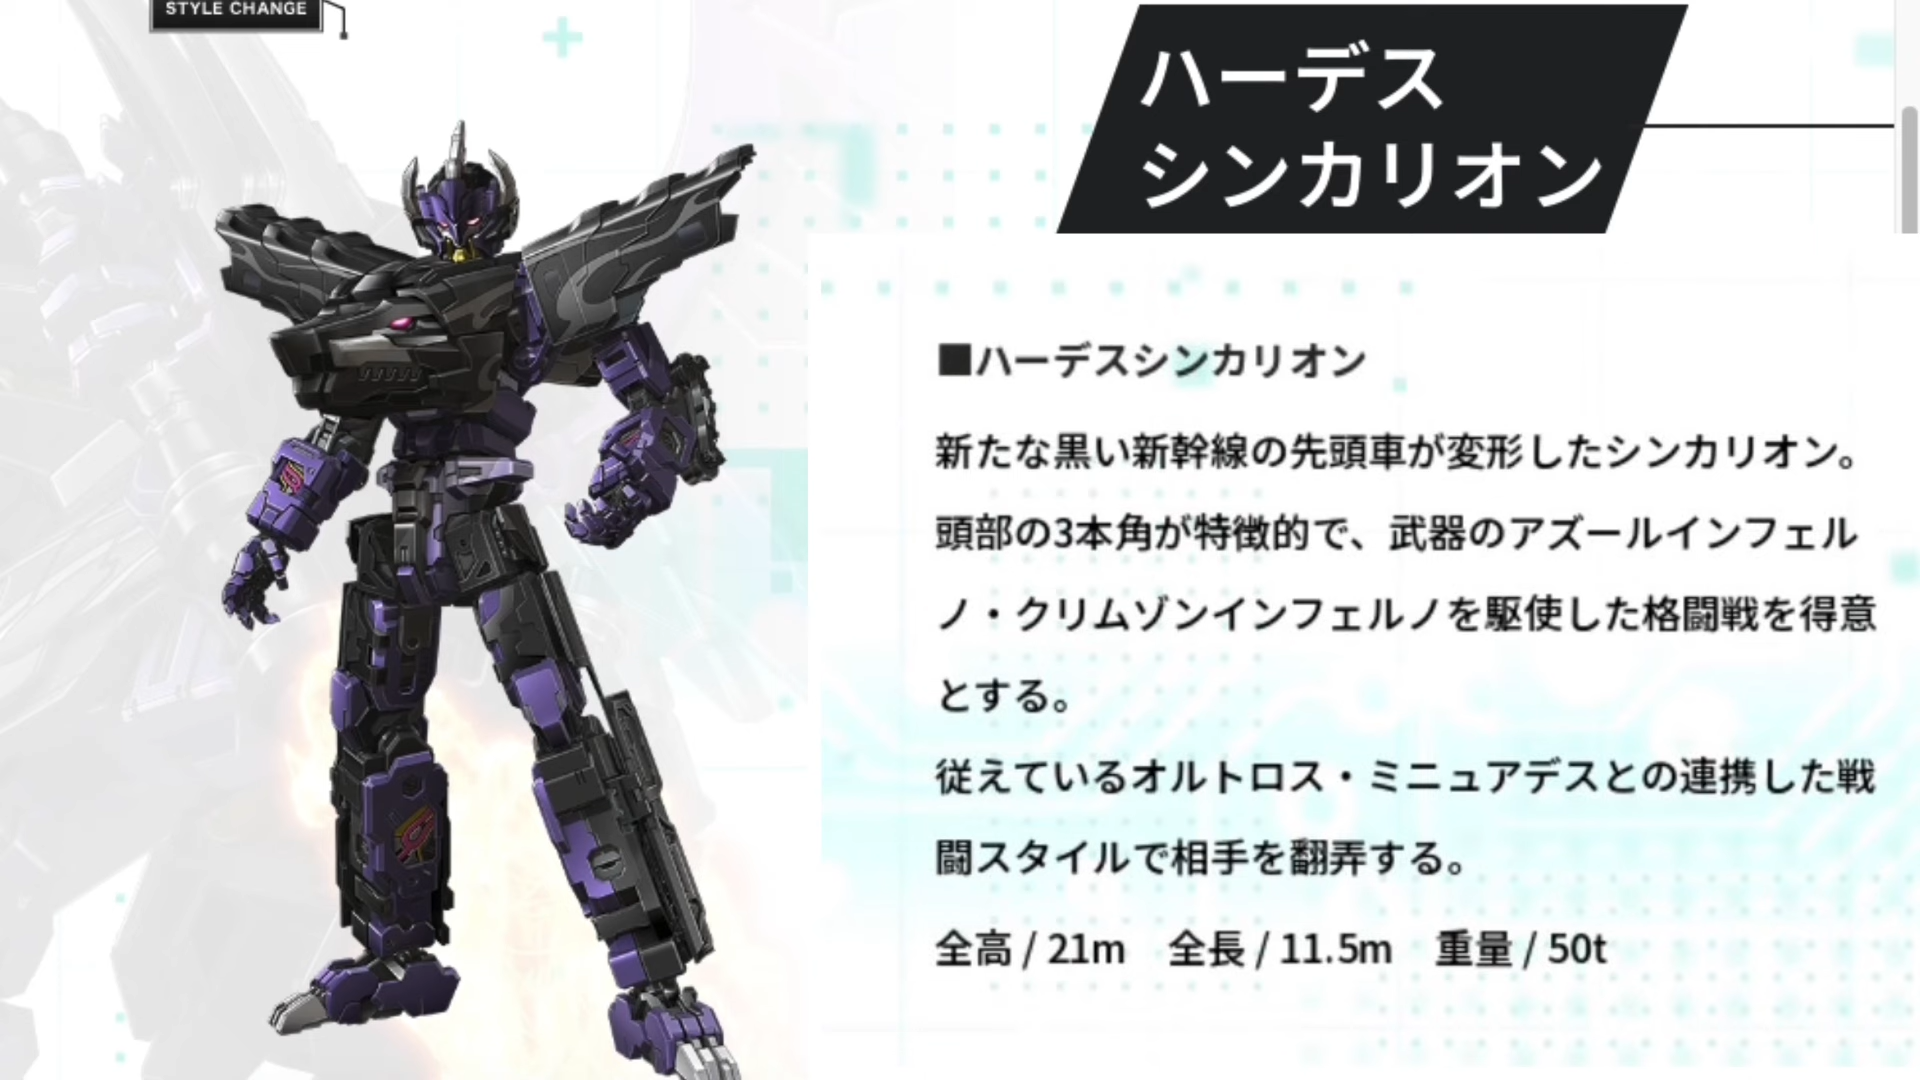 STYLE CHANGE
ハーデス
シンカリオン
■ハーデスシンカリオン
新たな黒い新幹線の先頭車が変形したシンカリオン。
頭部の3本角が特徴的で、武器のアズールインフェル
ノ・クリムゾンインフェルノを駆使した格闘戦を得意
とする。
従えているオルトロス・ミニュアデスとの連携した戦
闘スタイルで相手を翻弄する。
全高 / 21m　全長 / 11.5m　重量 / 50t